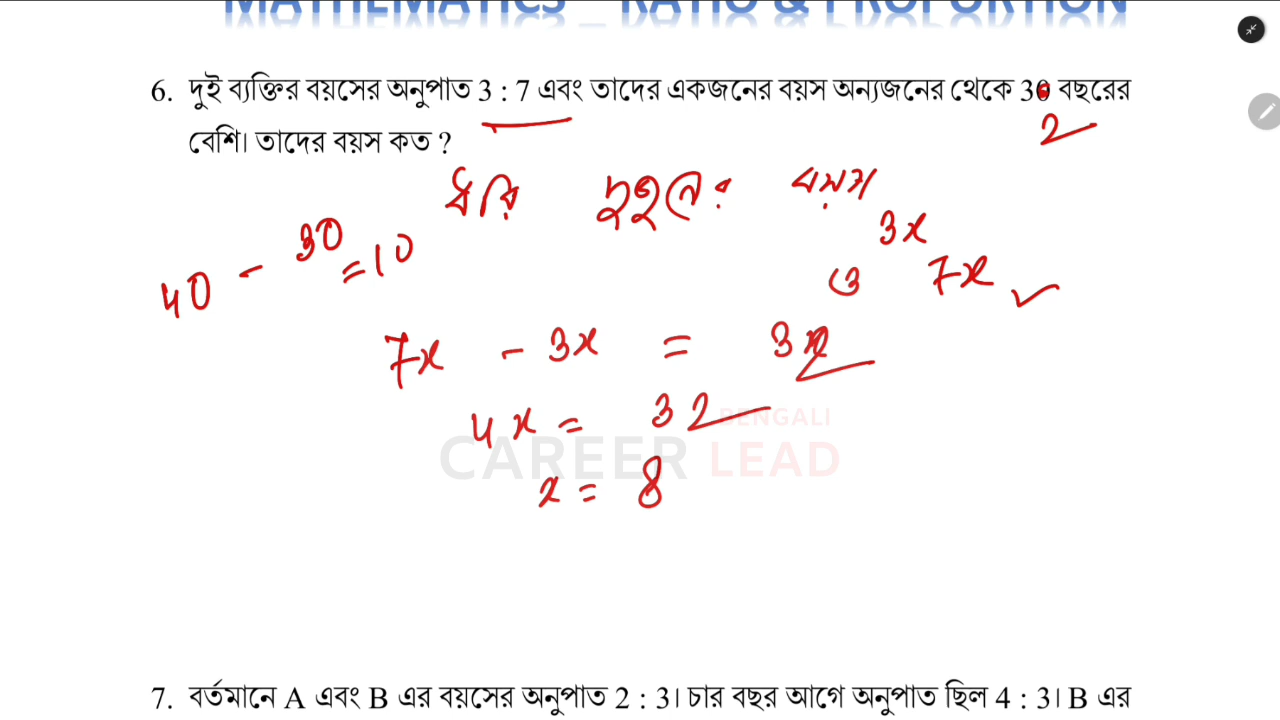 MATHEMATICS _ RATIO & PROPORTION
6. দুই ব্যক্তির বয়সের অনুপাত 3 : 7 এবং তাদের একজনের বয়স অন্যজনের থেকে 30 বছরের
2
বেশি। তাদের বয়স কত ?
ধরি দুজনের বয়স
3x
ও 7x
40 - 30 = 10
7x - 3x = 32
4x = 32
BENGALI
CAREER LEAD
x = 8
7. বর্তমানে A এবং B এর বয়সের অনুপাত 2 : 3। চার বছর আগে অনুপাত ছিল 4 : 3। B এর